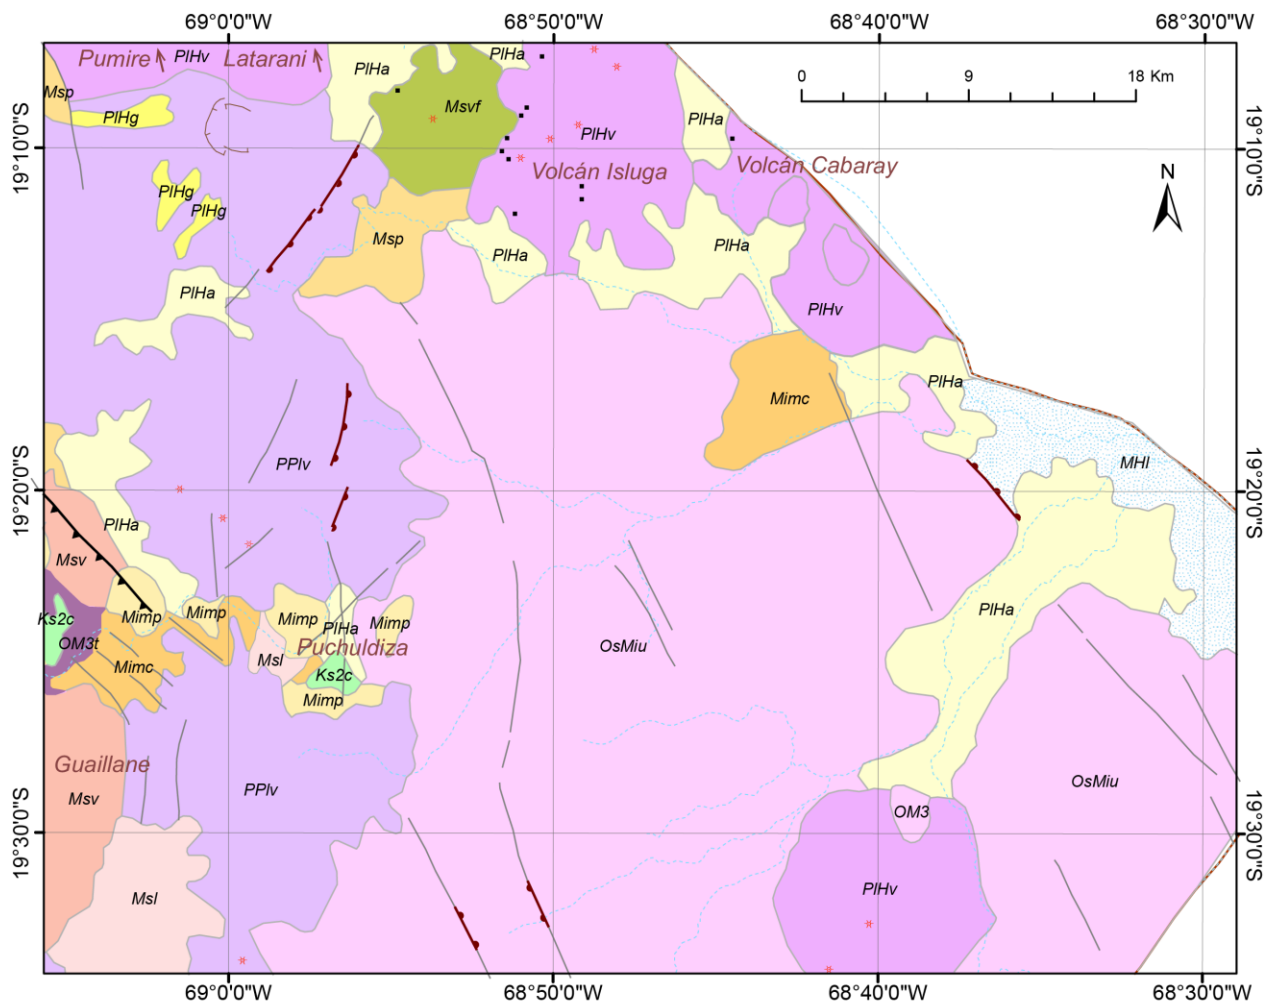 69°0'0"W 68°50'0"W 68°40'0"W 68°30'0"W
Pumire PlHv Latarani PlHa PlHa
0 9 18 Km
Msp PlHg Msvf PlHv PlHa
19°10'0"S 19°10'0"S
Volcán Isluga Volcán Cabaray
N
PlHg
PlHg
Msp PlHa PlHa
PlHa PlHv
PlHa
Mimc
PPlv MHl
19°20'0"S 19°20'0"S
PlHa
Msv
Ks2c Mimp Mimp Mimp PlHa Mimp PlHa
OM3t Puchuldiza OsMiu
Mimc Msl Ks2c
Mimp
Guaillane
Msv PPlv OsMiu
OM3
19°30'0"S 19°30'0"S
Msl PlHv
69°0'0"W 68°50'0"W 68°40'0"W 68°30'0"W